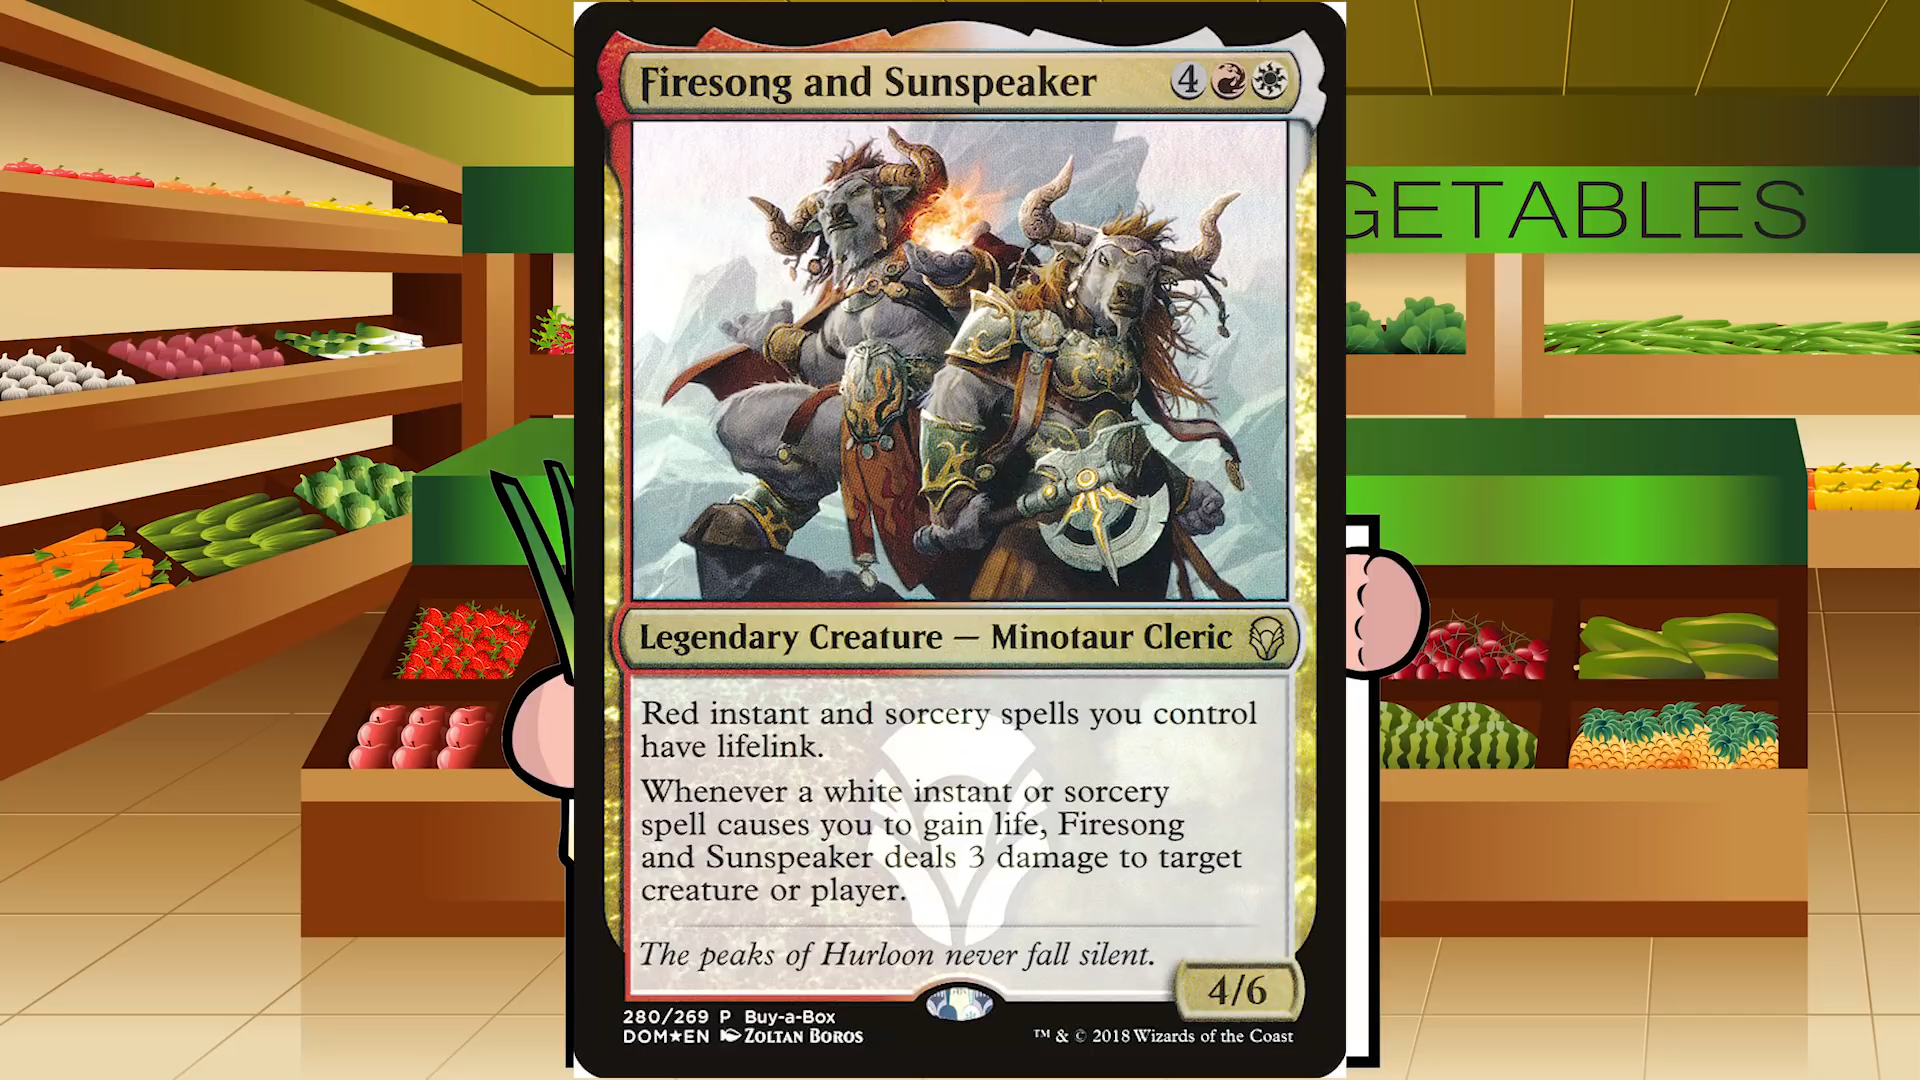 Firesong and Sunspeaker 4
GETABLES
Legendary Creature — Minotaur Cleric
Red instant and sorcery spells you control
have lifelink.
Whenever a white instant or sorcery
spell causes you to gain life, Firesong
and Sunspeaker deals 3 damage to target
creature or player.
The peaks of Hurloon never fall silent.
4/6
280/269 P Buy-a-Box
DOM★EN Zoltan Boros
™ & © 2018 Wizards of the Coast